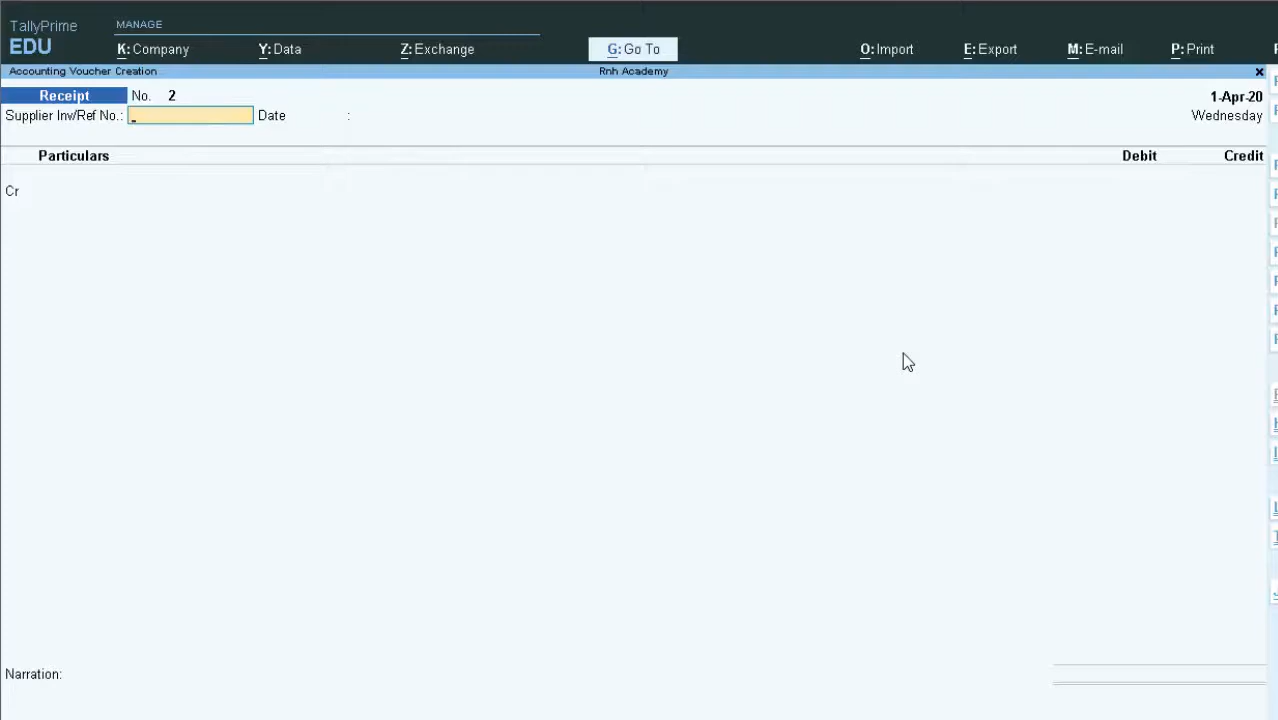 TallyPrime MANAGE
EDU K: Company Y: Data Z: Exchange G: Go To O: Import E: Export M: E-mail P: Print
Accounting Voucher Creation Rnh Academy ×
Receipt No. 2 1-Apr-20
Supplier Inv/Ref No.: Date : Wednesday
Particulars Debit Credit
Cr
Narration: